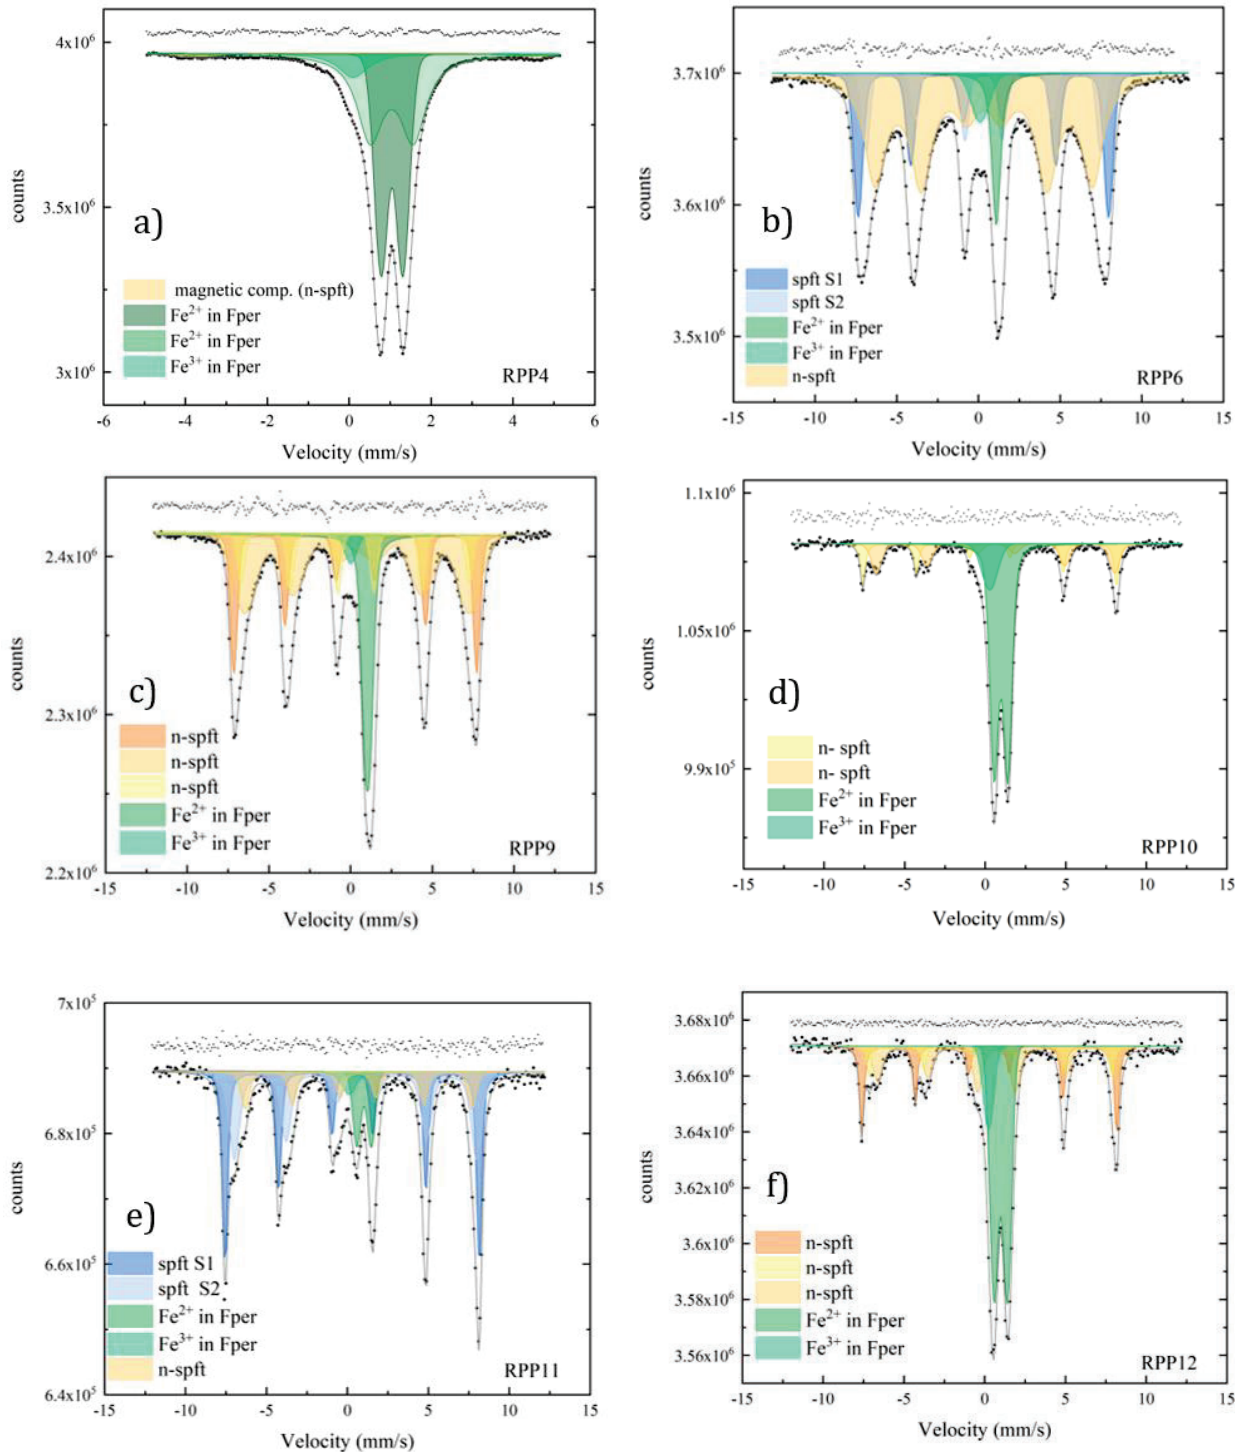 4x10⁶
3.5x10⁶
3x10⁶
counts
a)
magnetic comp. (n-spft)
Fe²⁺ in Fper
Fe²⁺ in Fper
Fe³⁺ in Fper
RPP4
-6 -4 -2 0 2 4 6
Velocity (mm/s)
3.7x10⁶
3.6x10⁶
3.5x10⁶
counts
b)
spft S1
spft S2
Fe²⁺ in Fper
Fe³⁺ in Fper
n-spft
RPP6
-15 -10 -5 0 5 10 15
Velocity (mm/s)
2.4x10⁶
2.3x10⁶
2.2x10⁶
counts
c)
n-spft
n-spft
n-spft
Fe²⁺ in Fper
Fe³⁺ in Fper
RPP9
-15 -10 -5 0 5 10 15
Velocity (mm/s)
1.1x10⁶
1.05x10⁶
9.9x10⁵
counts
d)
n- spft
n- spft
Fe²⁺ in Fper
Fe³⁺ in Fper
RPP10
-15 -10 -5 0 5 10 15
Velocity (mm/s)
7x10⁵
6.8x10⁵
6.6x10⁵
6.4x10⁵
counts
e)
spft S1
spft S2
Fe²⁺ in Fper
Fe³⁺ in Fper
n-spft
RPP11
-15 -10 -5 0 5 10 15
Velocity (mm/s)
3.68x10⁶
3.66x10⁶
3.64x10⁶
3.62x10⁶
3.6x10⁶
3.58x10⁶
3.56x10⁶
counts
f)
n-spft
n-spft
n-spft
Fe²⁺ in Fper
Fe³⁺ in Fper
RPP12
-15 -10 -5 0 5 10 15
Velocity (mm/s)